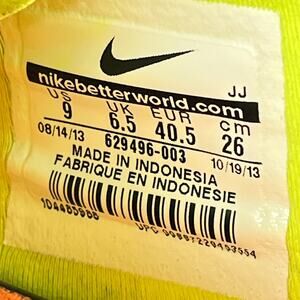 JJ
nikebetterworld.com
US UK EUR cm
9 6.5 40.5 26
08/14/13 629496-003 10/19/13
MADE IN INDONESIA
FABRIQUE EN INDONESIE
UPC